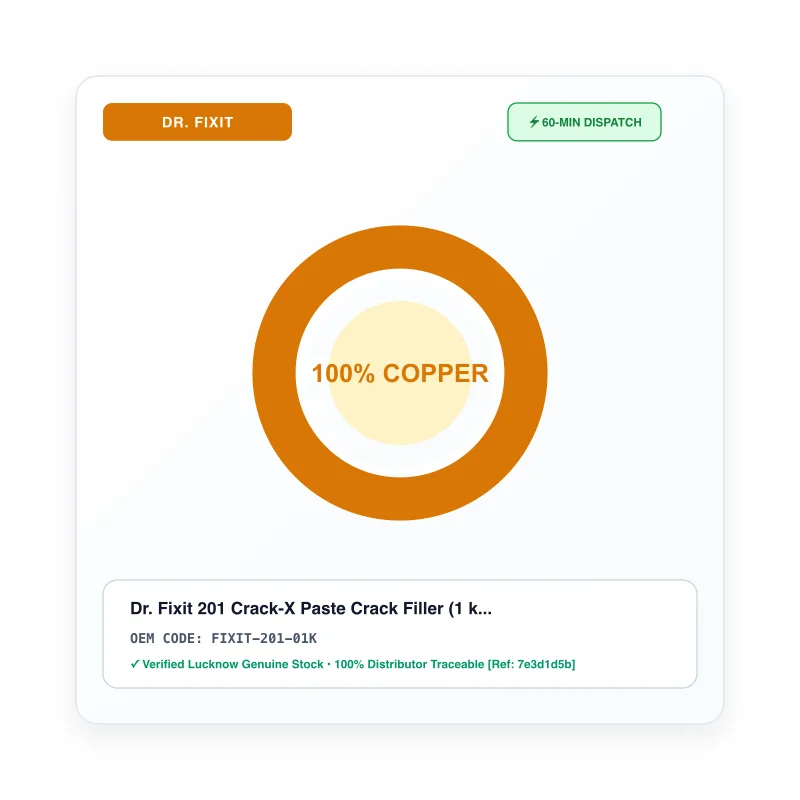 DR. FIXIT
⚡ 60-MIN DISPATCH
100% COPPER
Dr. Fixit 201 Crack-X Paste Crack Filler (1 k...
OEM CODE: FIXIT-201-01K
✓ Verified Lucknow Genuine Stock · 100% Distributor Traceable [Ref: 7e3d1d5b]